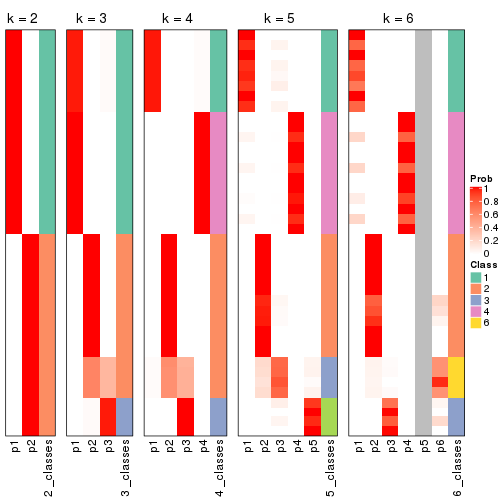 k = 2
k = 3
k = 4
k = 5
k = 6
p1
p2
2_classes
p1
p2
p3
3_classes
p1
p2
p3
p4
4_classes
p1
p2
p3
p4
p5
5_classes
p1
p2
p3
p4
p5
p6
6_classes
Prob
1
0.8
0.6
0.4
0.2
0
Class
1
2
3
4
6